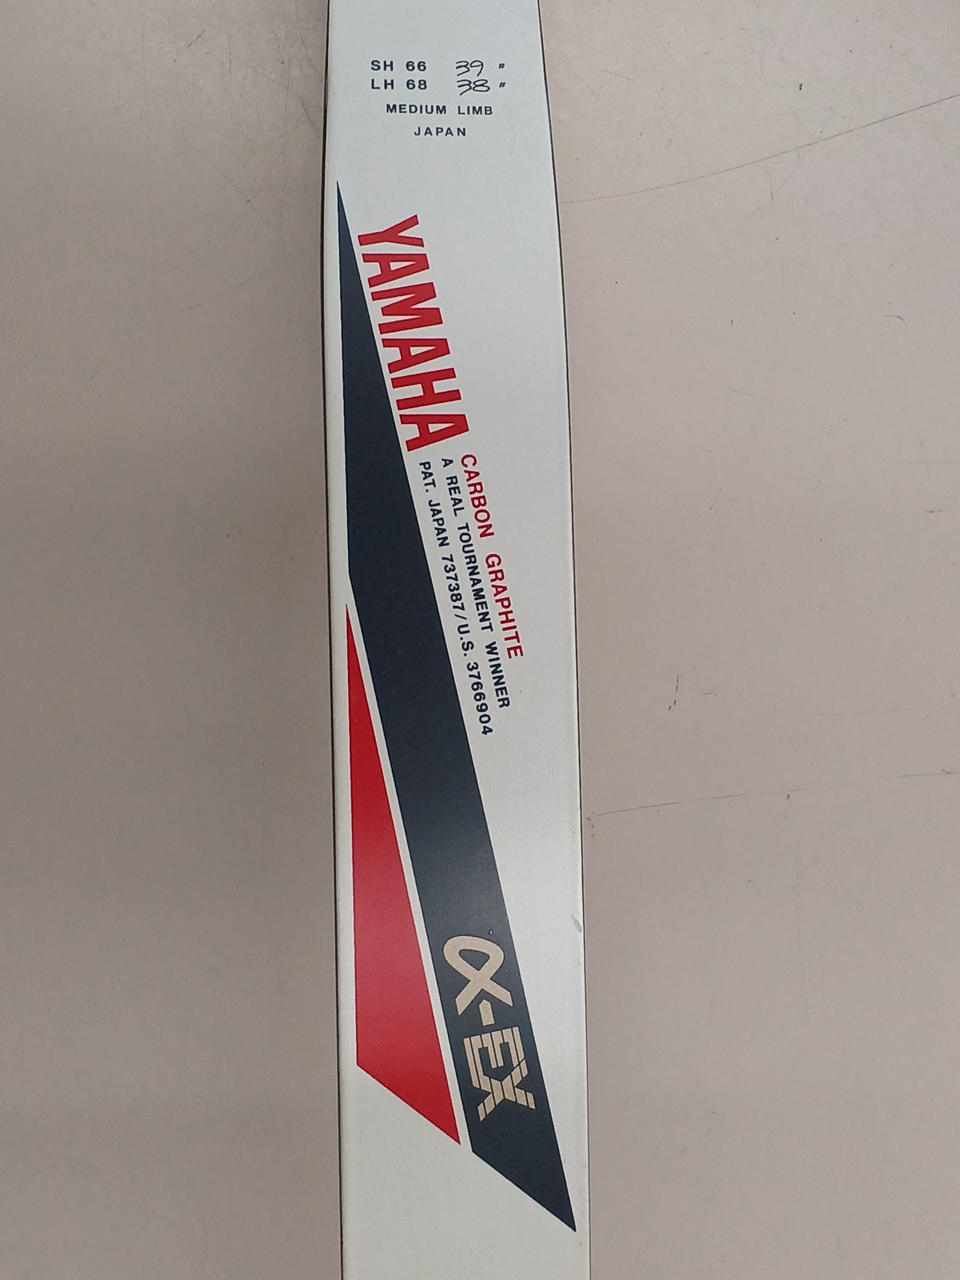 SH 66 39 "
LH 68 38 "
MEDIUM LIMB
JAPAN
YAMAHA
CARBON GRAPHITE
A REAL TOURNAMENT WINNER
PAT. JAPAN 737387/U.S. 3766904
α-EX